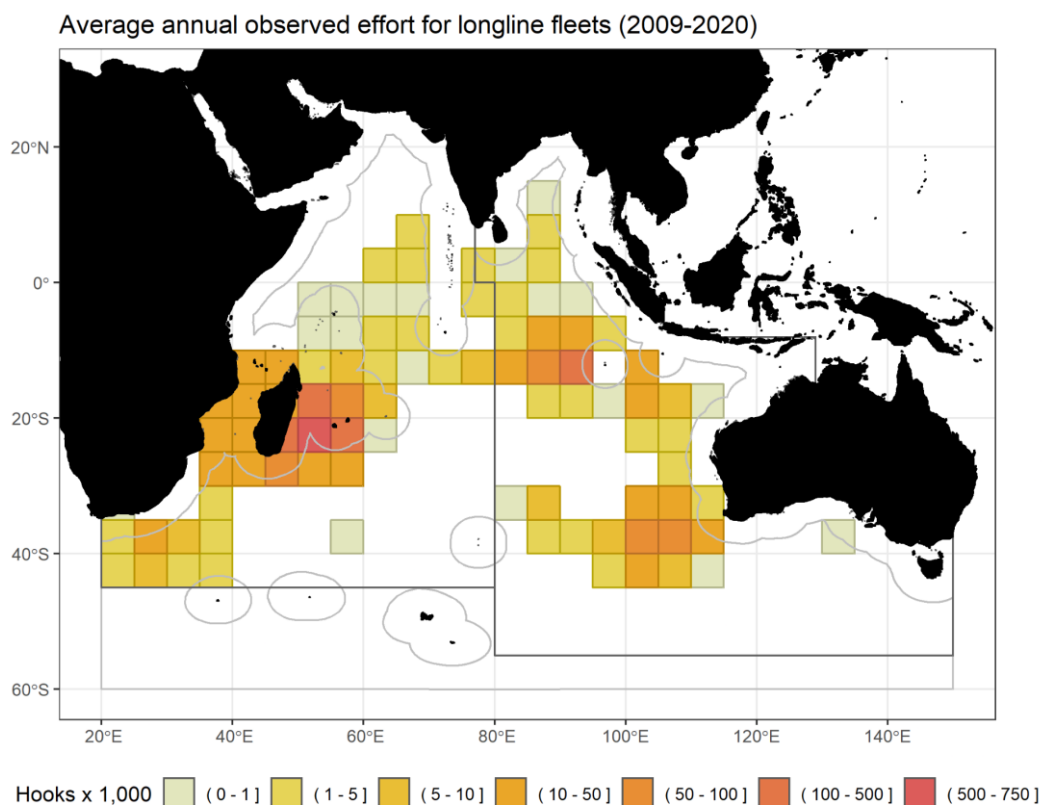 Average annual observed effort for longline fleets (2009-2020)
20°N
0°
20°S
40°S
60°S
20°E 40°E 60°E 80°E 100°E 120°E 140°E
Hooks x 1,000 ( 0 - 1 ] ( 1 - 5 ] ( 5 - 10 ] ( 10 - 50 ] ( 50 - 100 ] ( 100 - 500 ] ( 500 - 750 ]